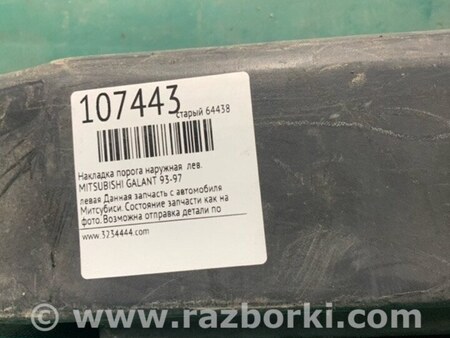 107443
старый 64438
Накладка порога наружная лев.
MITSUBISHI GALANT 93-97
левая Данная запчасть с автомобиля
Митсубиси. Состояние запчасти как на
фото. Возможна отправка детали по
www.3234444.com
www.razborki.com